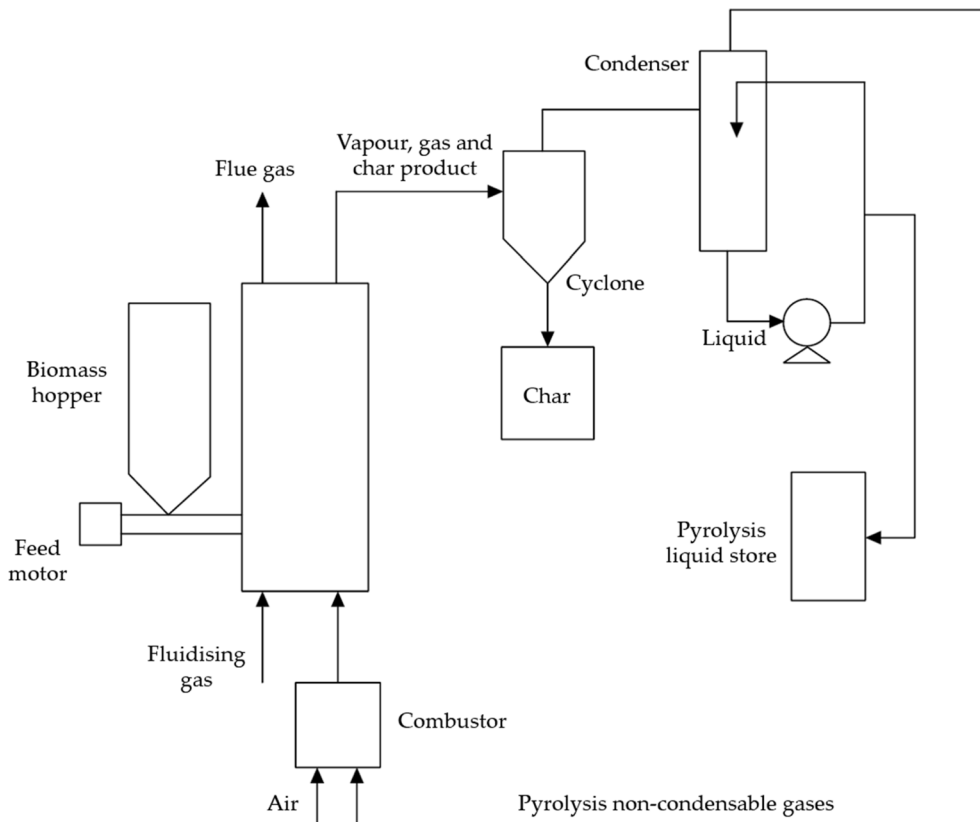 Condenser
Vapour, gas and
char product
Flue gas
Cyclone
Liquid
Biomass
hopper
Char
Pyrolysis
liquid store
Feed
motor
Fluidising
gas
Combustor
Air
Pyrolysis non-condensable gases